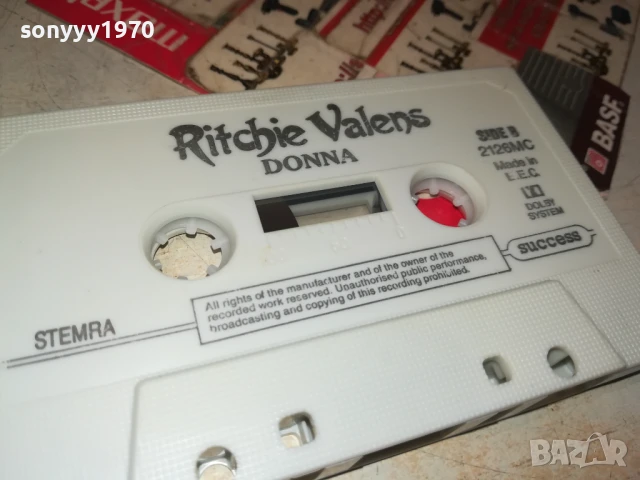 sonyyy1970
maxell
BASF
Ritchie Valens
DONNA
SIDE B
2126MC
Made in
E.E.C.
DOLBY
SYSTEM
success
All rights of the manufacturer and of the owner of the
recorded work reserved. Unauthorised public performance,
broadcasting and copying of this recording prohibited.
STEMRA
BAZAR